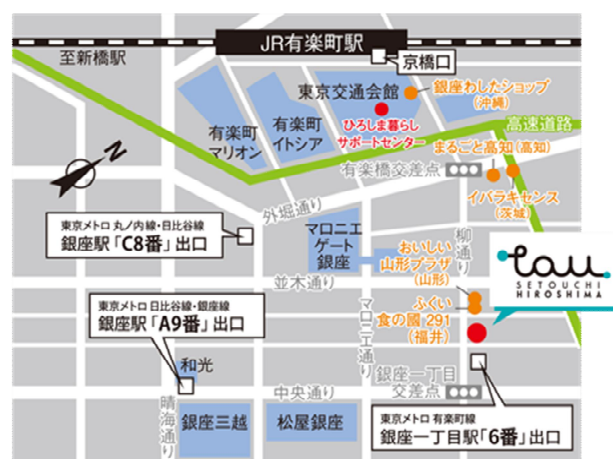 JR有楽町駅
至新橋駅
京橋口
東京交通会館
銀座わしたショップ
(沖縄)
有楽町
マリオン
有楽町
イトシア
ひろしま暮らし
サポートセンター
高速道路
まるごと高知(高知)
有楽橋交差点
イバラキセンス
(茨城)
N
外堀通り
東京メトロ 丸ノ内線・日比谷線
銀座駅「C8番」出口
マロニエ
ゲート
銀座
柳通り
おいしい
山形プラザ
(山形)
tau
SETOUCHI
HIROSHIMA
並木通り
ふくい
食の國 291
(福井)
東京メトロ 日比谷線・銀座線
銀座駅「A9番」出口
マロニエ通り
和光
銀座一丁目
交差点
中央通り
晴海通り
銀座三越
松屋銀座
東京メトロ 有楽町線
銀座一丁目駅「6番」出口